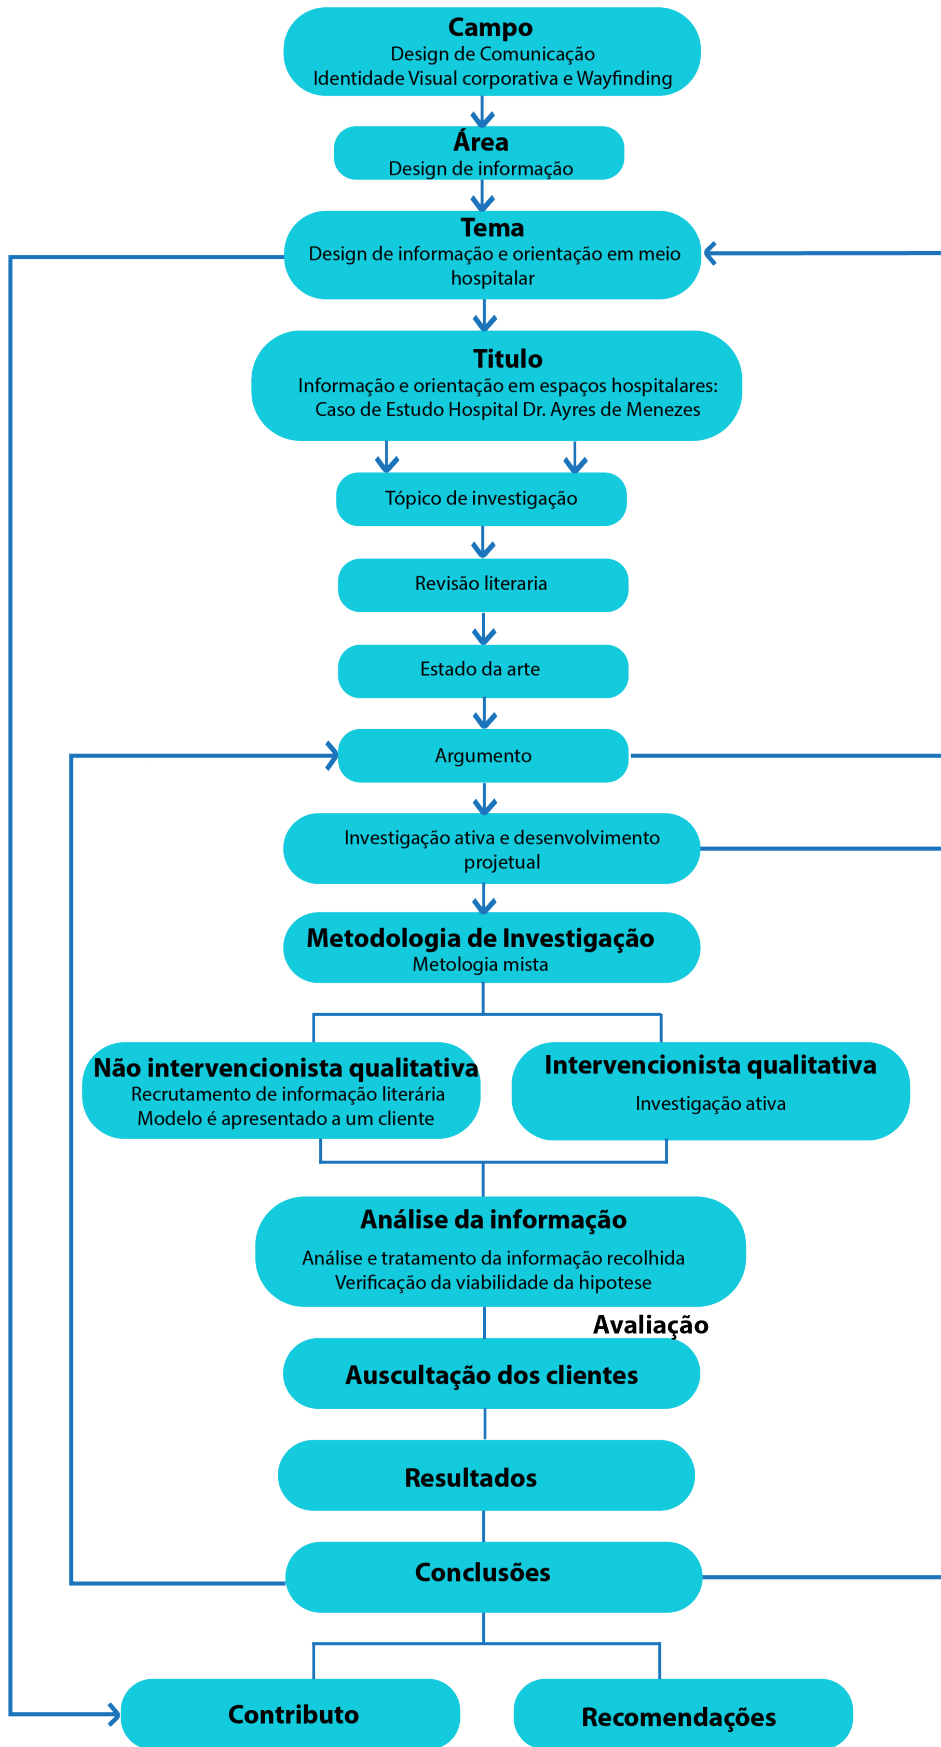 Campo
Design de Comunicação
Identidade Visual corporativa e Wayfinding
Área
Design de informação
Tema
Design de informação e orientação em meio
hospitalar
Titulo
Informação e orientação em espaços hospitalares:
Caso de Estudo Hospital Dr. Ayres de Menezes
Tópico de investigação
Revisão literaria
Estado da arte
Argumento
Investigação ativa e desenvolvimento
projetual
Metodologia de Investigação
Metologia mista
Não intervencionista qualitativa
Recrutamento de informação literária
Modelo é apresentado a um cliente
Intervencionista qualitativa
Investigação ativa
Análise da informação
Análise e tratamento da informação recolhida
Verificação da viabilidade da hipotese
Avaliação
Auscultação dos clientes
Resultados
Conclusões
Contributo
Recomendações